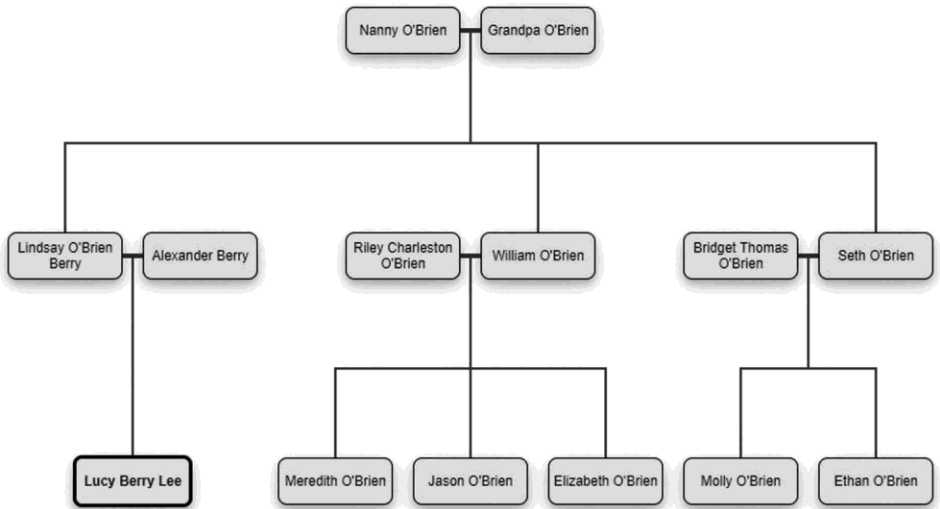 Nanny O'Brien
Grandpa O'Brien
Lindsay O'Brien
Berry
Alexander Berry
Riley Charleston
O'Brien
William O'Brien
Bridget Thomas
O'Brien
Seth O'Brien
Lucy Berry Lee
Meredith O'Brien
Jason O'Brien
Elizabeth O'Brien
Molly O'Brien
Ethan O'Brien